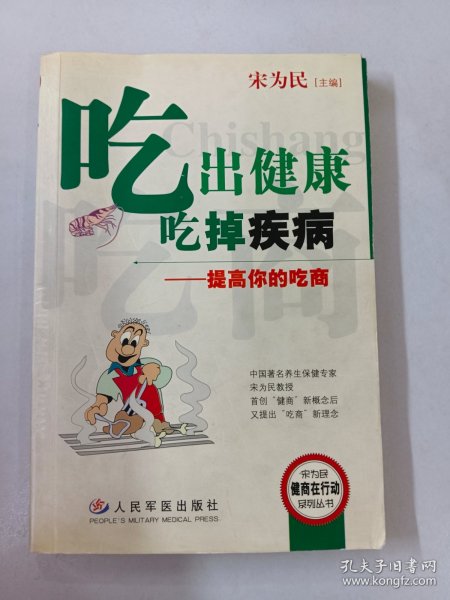 宋为民 [主编]
Chishang
吃出健康
吃掉疾病
——提高你的吃商
吃商
中国著名养生保健专家
宋为民教授
首创“健商”新概念后
又提出“吃商”新理念
宋为民
健商在行动
系列丛书
人民军医出版社
PEOPLE'S MILITARY MEDICAL PRESS
孔夫子旧书网
www.kongfz.com